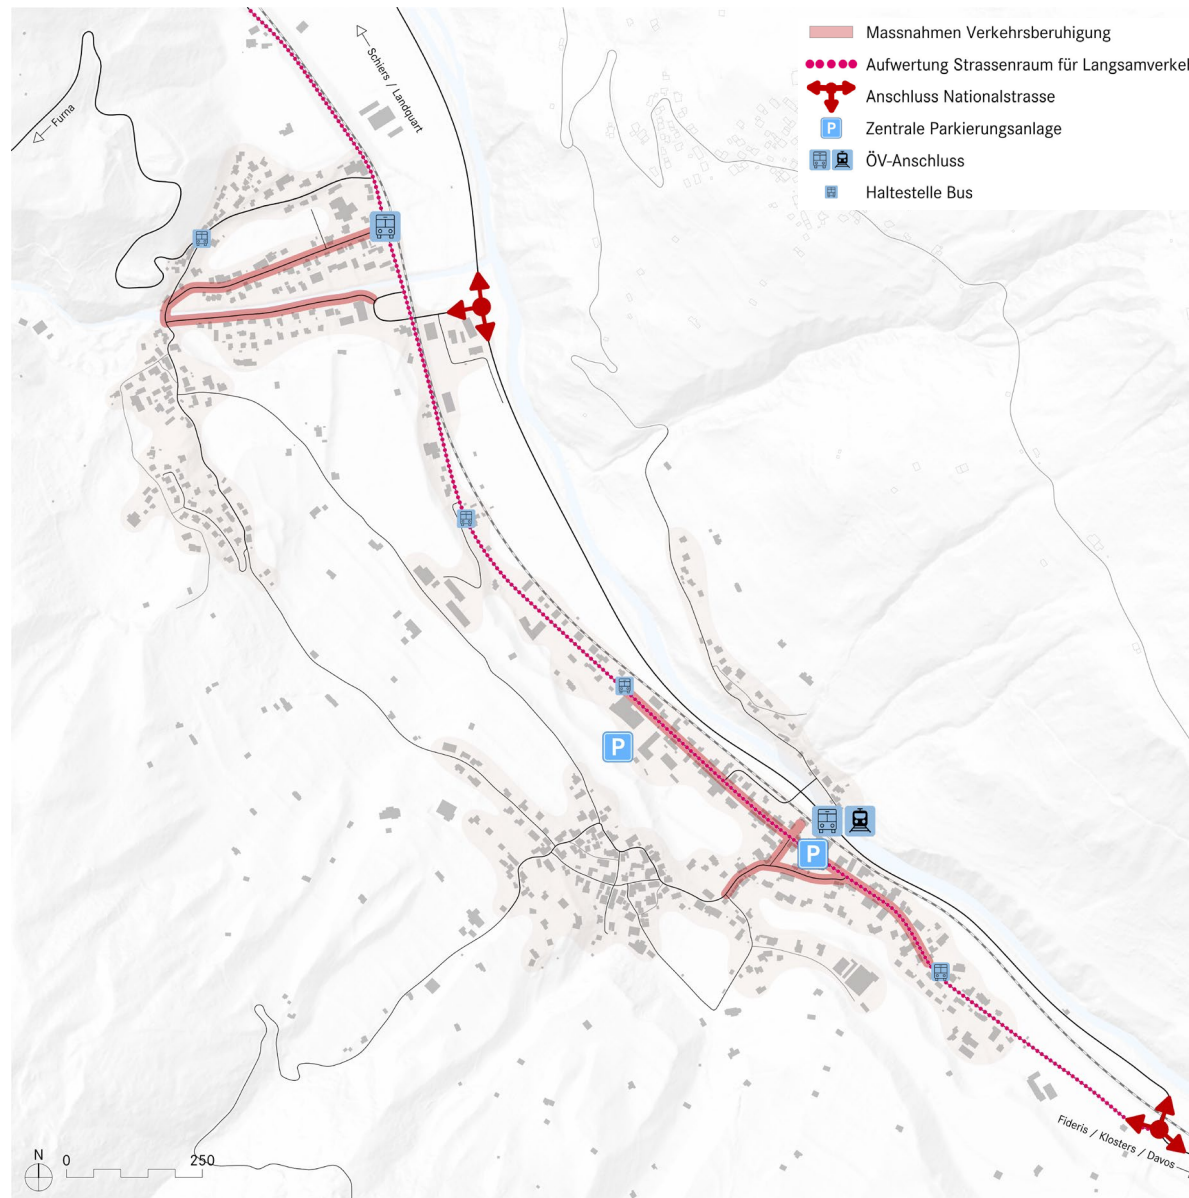 Massnahmen Verkehrsberuhigung
Aufwertung Strassenraum für Langsamverkel
Anschluss Nationalstrasse
P
Zentrale Parkierungsanlage
ÖV-Anschluss
Haltestelle Bus
Schiers / Landquart
Furna
P
P
Fideris / Klosters / Davos
N
0
250